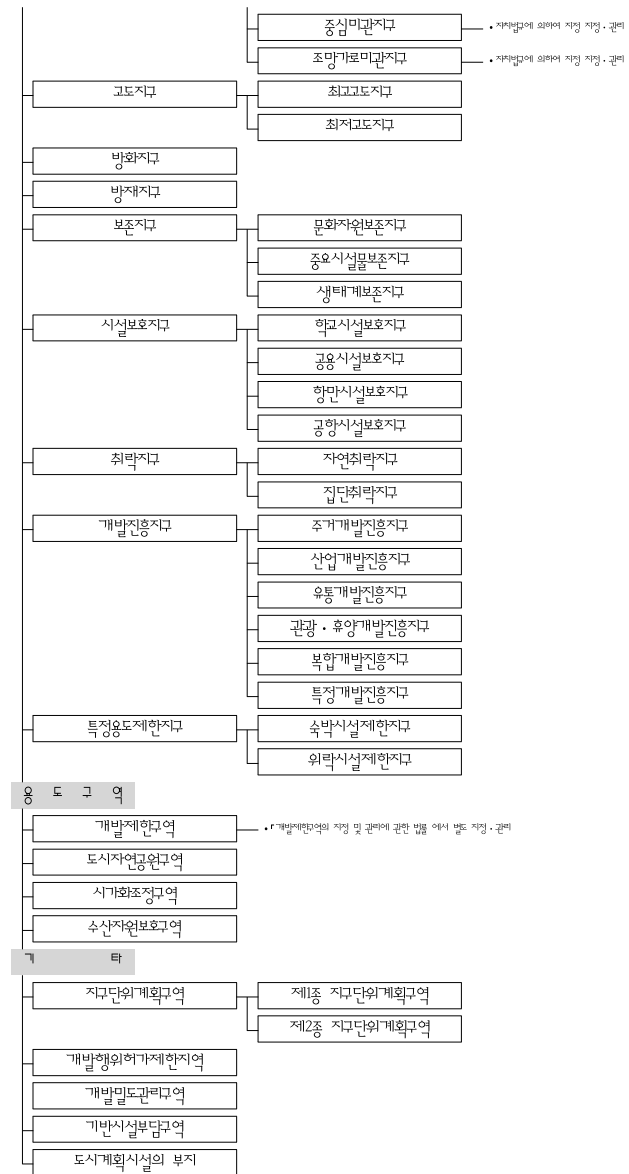 중심미관지구 • 자치법규에 의하여 지정 지정·관리
조망가로미관지구 • 자치법규에 의하여 지정 지정·관리
고도지구 최고고도지구
최저고도지구
방화지구
방재지구
보존지구 문화자원보존지구
중요시설물보존지구
생태계보존지구
시설보호지구 학교시설보호지구
공용시설보호지구
항만시설보호지구
공항시설보호지구
취락지구 자연취락지구
집단취락지구
개발진흥지구 주거개발진흥지구
산업개발진흥지구
유통개발진흥지구
관광·휴양개발진흥지구
복합개발진흥지구
특정개발진흥지구
특정용도제한지구 숙박시설제한지구
위락시설제한지구
용 도 구 역
개발제한구역 •「개발제한구역의 지정 및 관리에 관한 법률 에서 별도 지정·관리
도시자연공원구역
시가화조정구역
수산자원보호구역
기 타
지구단위계획구역 제1종 지구단위계획구역
제2종 지구단위계획구역
개발행위허가제한지역
개발밀도관리구역
기반시설부담구역
도시계획시설의 부지